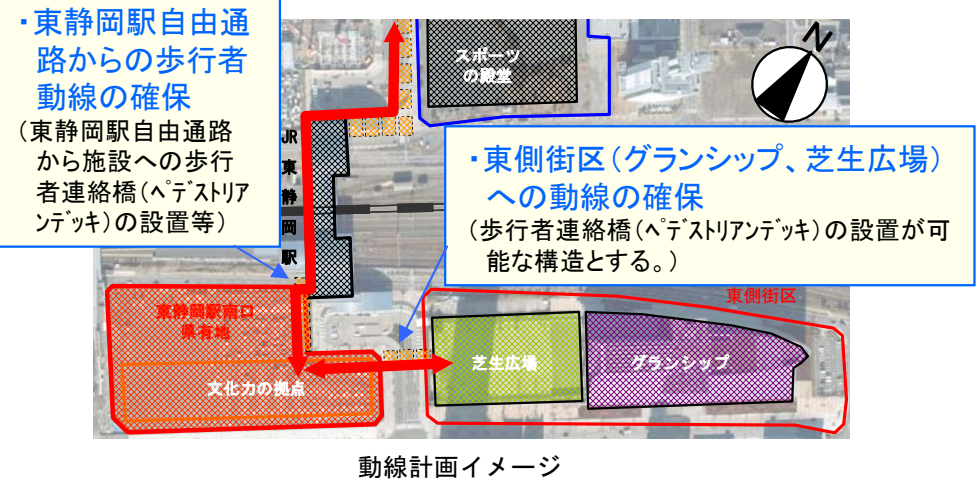 ・東静岡駅自由通
路からの歩行者
動線の確保
(東静岡駅自由通路
から施設への歩行
者連絡橋(ﾍﾟﾃﾞｽﾄﾘｱ
ﾝﾃﾞｯｷ)の設置等)
スポーツ
の殿堂
N
JR東静岡駅
・東側街区(グランシップ、芝生広場)
への動線の確保
(歩行者連絡橋(ﾍﾟﾃﾞｽﾄﾘｱﾝﾃﾞｯｷ)の設置が可
能な構造とする。)
東側街区
東静岡駅南口
県有地
芝生広場
グランシップ
文化力の拠点
動線計画イメージ